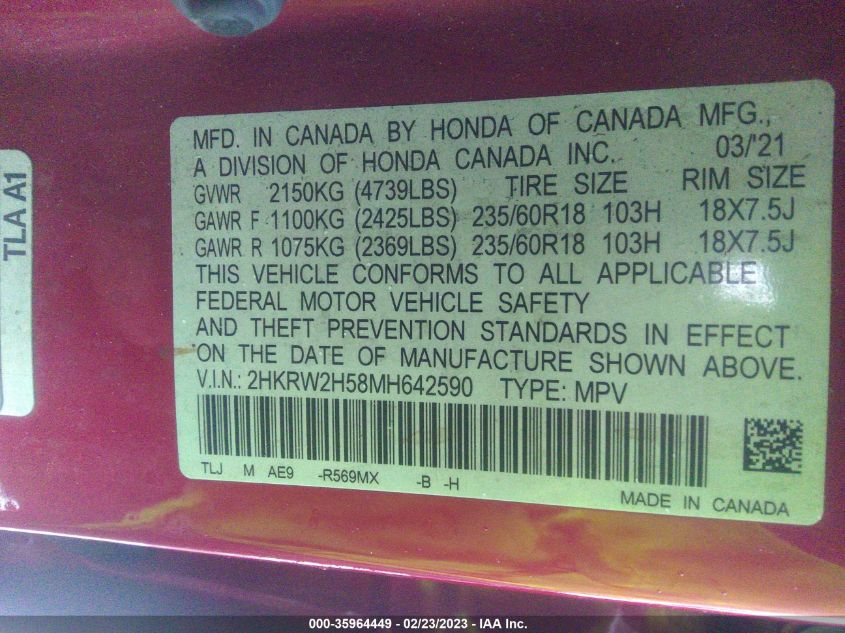 MFD. IN CANADA BY HONDA OF CANADA MFG.,
A DIVISION OF HONDA CANADA INC. 03/'21
GVWR 2150KG (4739LBS) TIRE SIZE RIM SIZE
GAWR F 1100KG (2425LBS) 235/60R18 103H 18X7.5J
GAWR R 1075KG (2369LBS) 235/60R18 103H 18X7.5J
THIS VEHICLE CONFORMS TO ALL APPLICABLE
FEDERAL MOTOR VEHICLE SAFETY
AND THEFT PREVENTION STANDARDS IN EFFECT
ON THE DATE OF MANUFACTURE SHOWN ABOVE.
V.I.N.: 2HKRW2H58MH642590 TYPE: MPV
TLJ M AE9 -R569MX -B -H
MADE IN CANADA
TLA A1
000-35964449 - 02/23/2023 - IAA Inc.